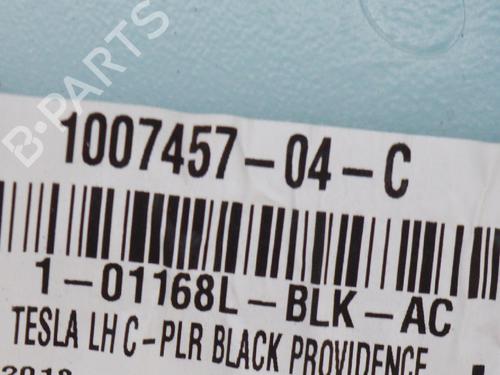 B-PARTS
1007457-04-C
1-01168L-BLK-AC
TESLA LH C-PLR BLACK PROVIDENCE